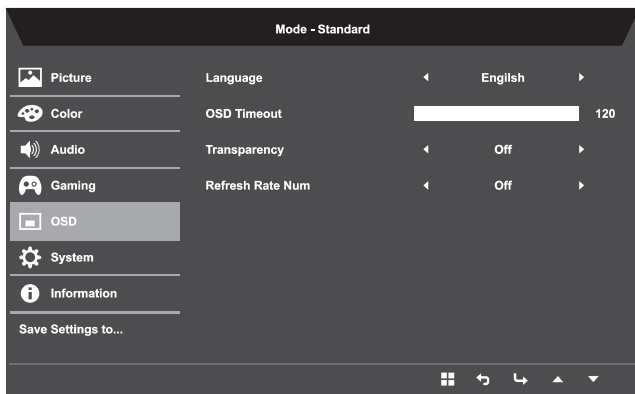 Mode - Standard
Picture
Language
Engilsh
Color
OSD Timeout
120
Audio
Transparency
Off
Gaming
Refresh Rate Num
Off
OSD
System
Information
Save Settings to...